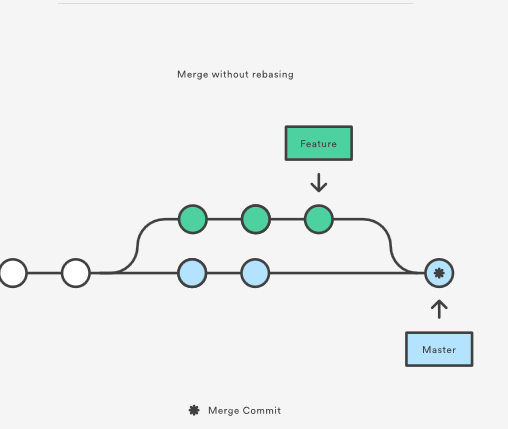 Merge without rebasing
Feature
Master
Merge Commit